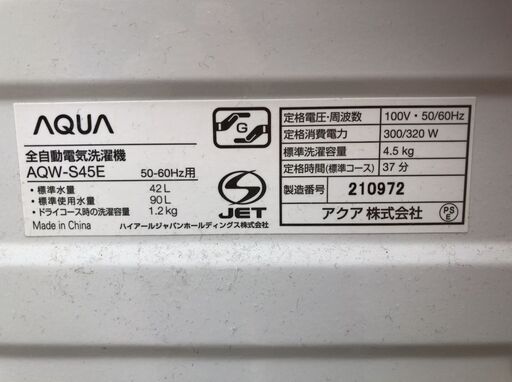 AQUA
全自動電気洗濯機
AQW-S45E 50-60Hz用
・標準水量 42 L
・標準使用水量 90 L
・ドライコース時の洗濯容量 1.2 kg
Made in China
G
S
JET
ハイアールジャパンホールディングス株式会社
定格電圧・周波数 100V・50/60Hz
定格消費電力 300/320 W
標準洗濯容量 4.5 kg
定格時間(標準コース) 37 分
製造番号 210972
アクア 株式会社
PS
E